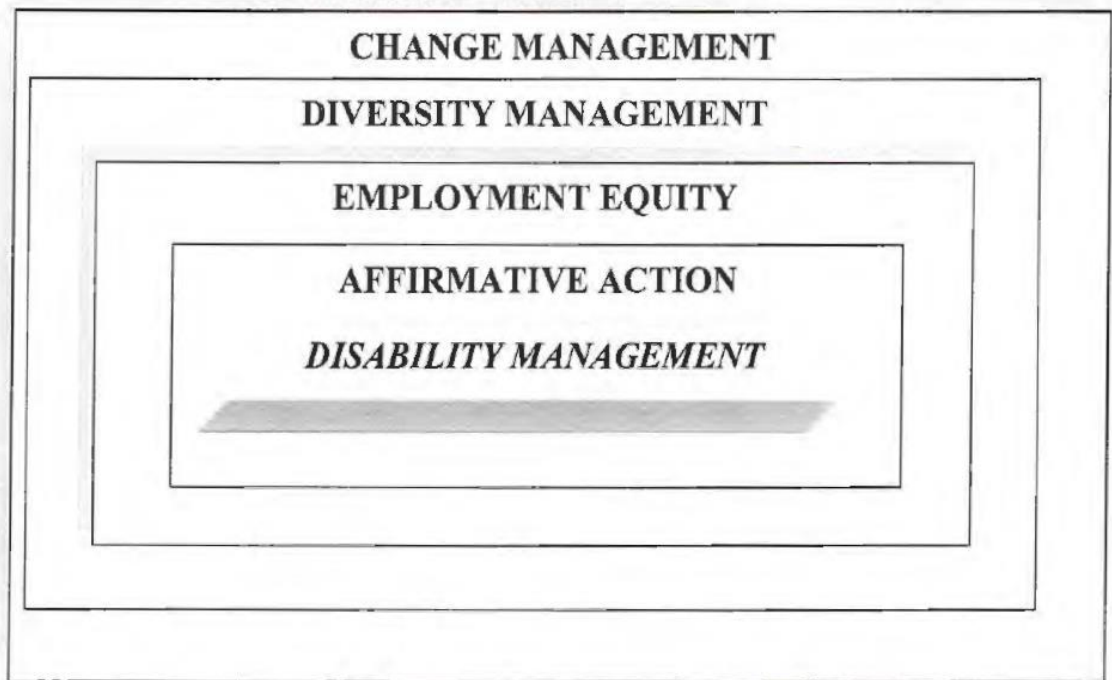 CHANGE MANAGEMENT
DIVERSITY MANAGEMENT
EMPLOYMENT EQUITY
AFFIRMATIVE ACTION
DISABILITY MANAGEMENT